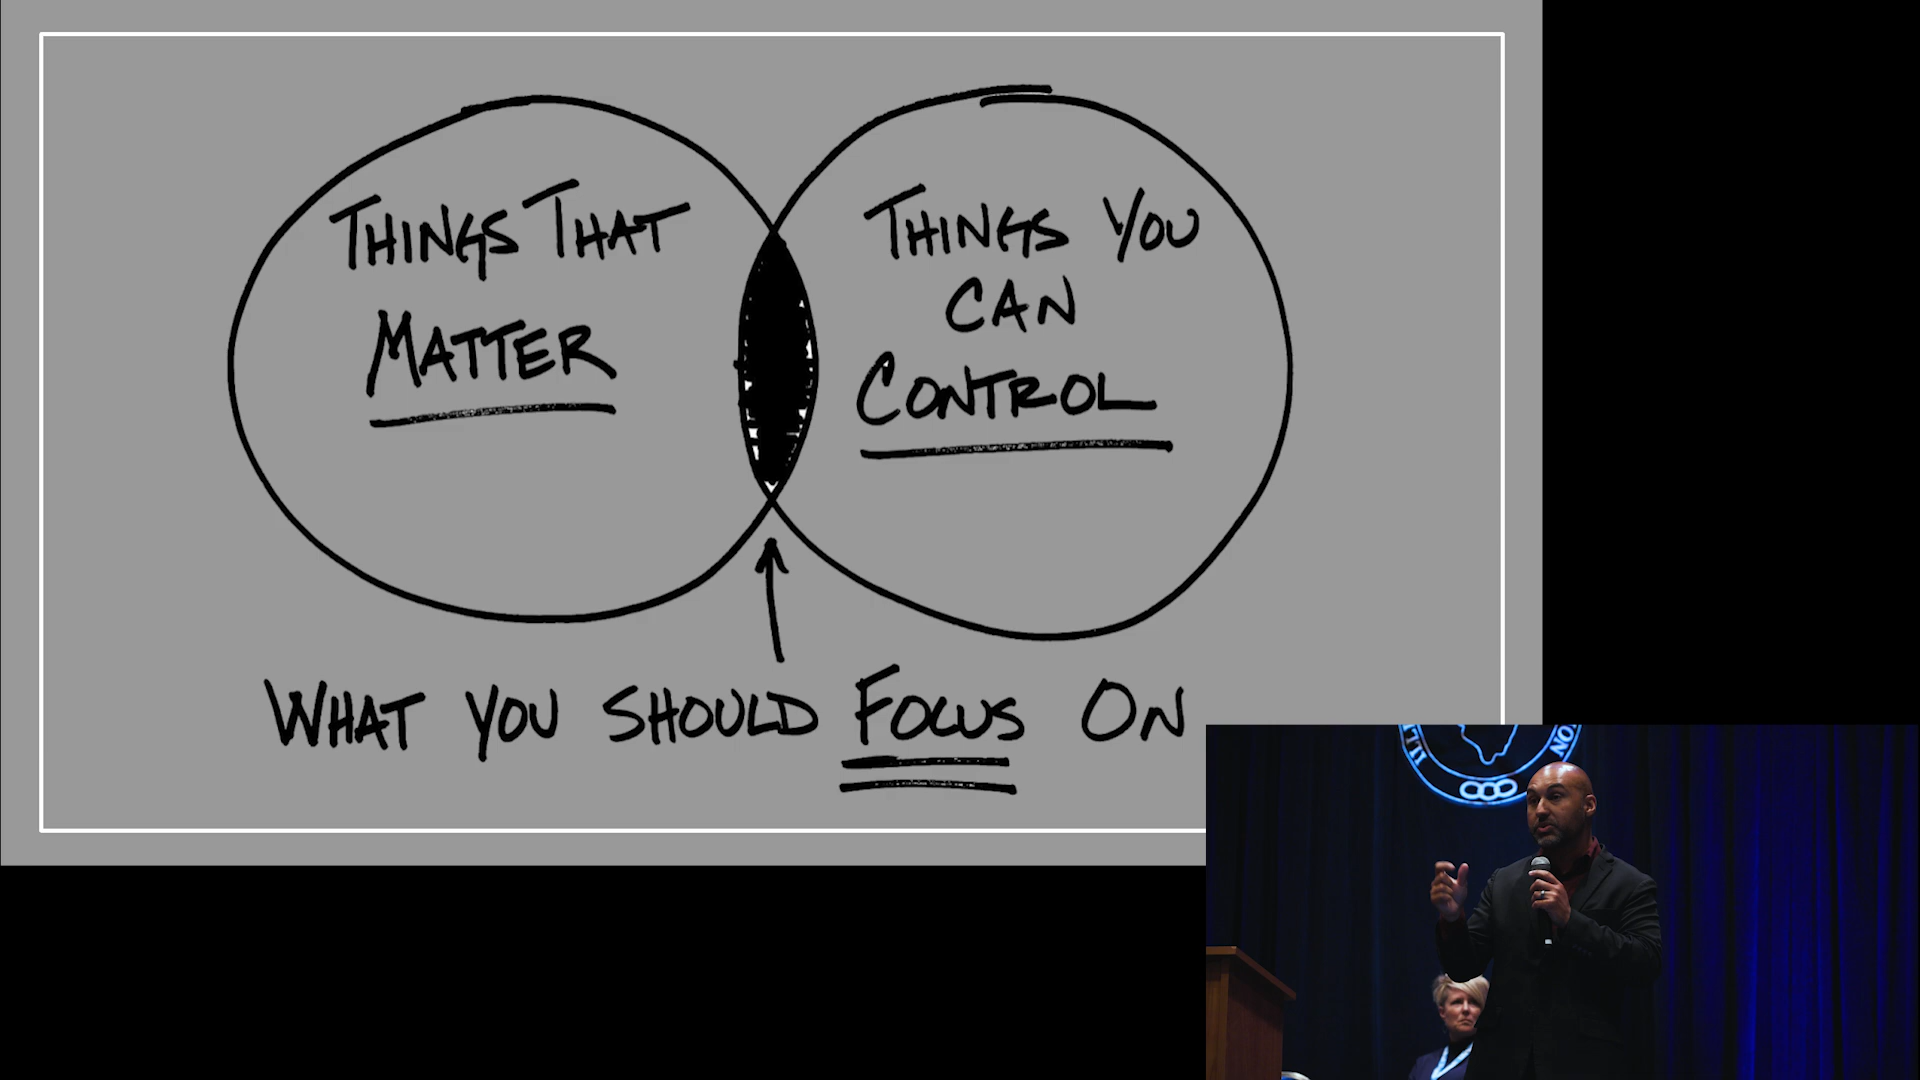 THINGS THAT
MATTER
THINGS YOU
CAN
CONTROL
WHAT YOU SHOULD FOCUS ON